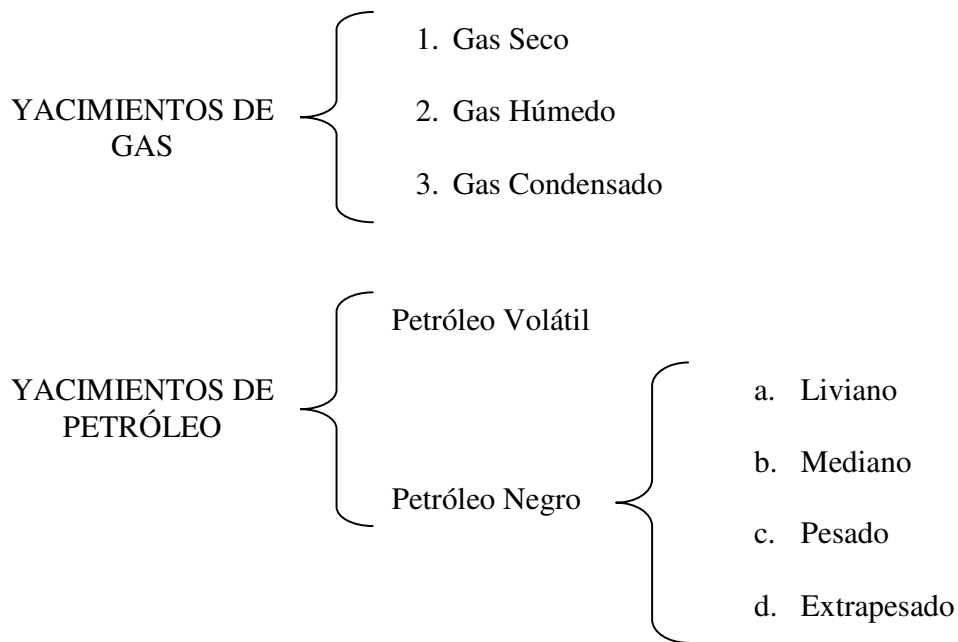 YACIMIENTOS DE
GAS
1. Gas Seco
2. Gas Húmedo
3. Gas Condensado
YACIMIENTOS DE
PETRÓLEO
Petróleo Volátil
Petróleo Negro
a. Liviano
b. Mediano
c. Pesado
d. Extrapesado